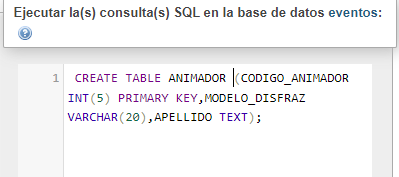 Ejecutar la(s) consulta(s) SQL en la base de datos eventos:
1 CREATE TABLE ANIMADOR (CODIGO_ANIMADOR
INT(5) PRIMARY KEY,MODELO_DISFRAZ
VARCHAR(20),APELLIDO TEXT);